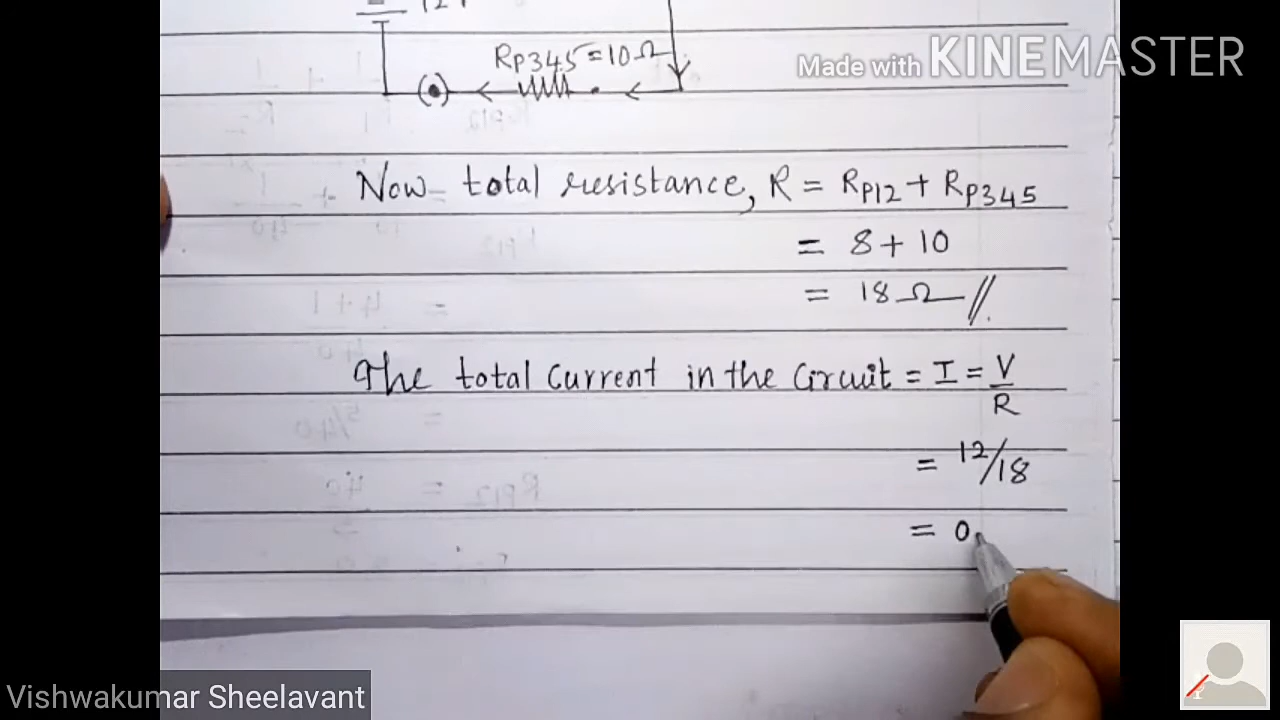 12V
Rp345=10Ω
Made with KINEMASTER
Now total resistance, R = RP12 + RP345
= 8+10
= 18Ω //.
The total current in the circuit = I = V/R
= 12/18
= 0.
Vishwakumar Sheelavant